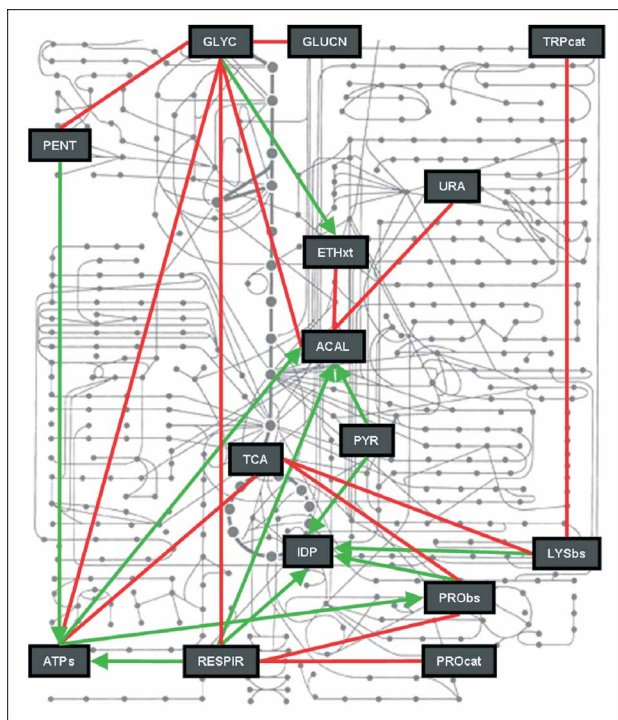 GLYC
GLUCN
TRPcat
PENT
URA
ETHxt
ACAL
PYR
TCA
IDP
LYSbs
PRObs
ATPs
RESPIR
PROcat